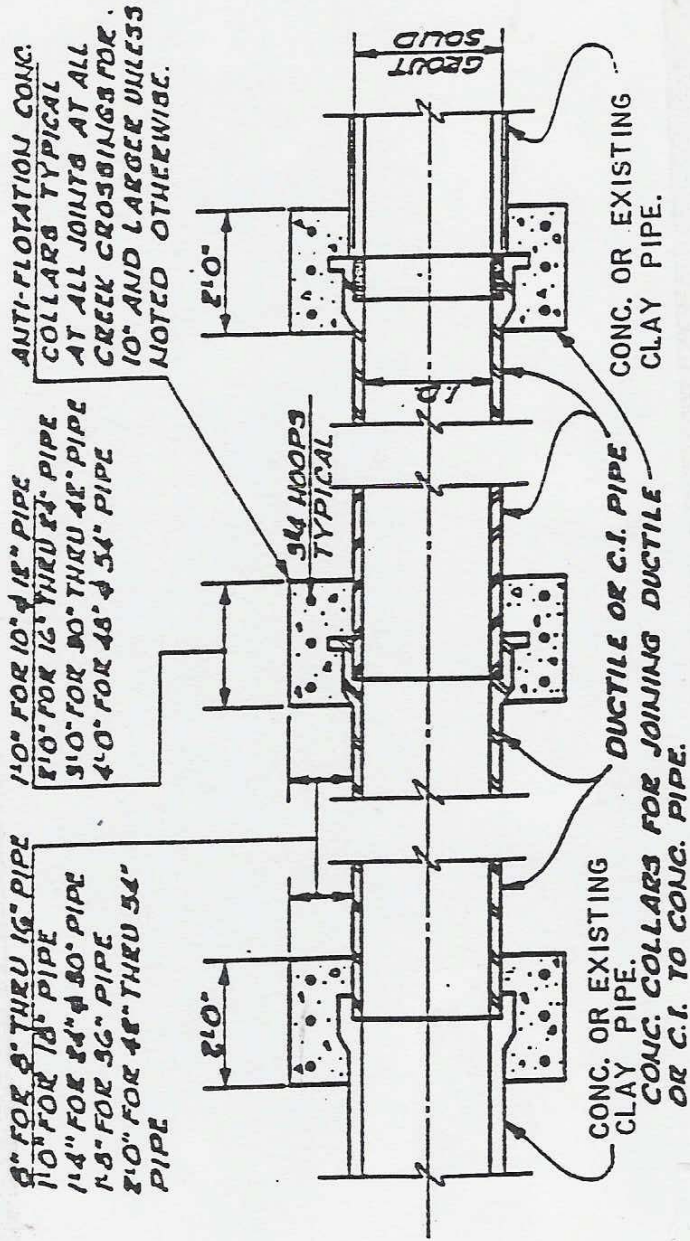 8" FOR 8" THRU 16" PIPE
1'0" FOR 18" PIPE
1'4" FOR 24" & 30" PIPE
1'8" FOR 36" PIPE
2'0" FOR 48" THRU 54"
PIPE
1'0" FOR 10" & 12" PIPE
2'0" FOR 16" THRU 24" PIPE
3'0" FOR 30" THRU 42" PIPE
4'0" FOR 48" & 54" PIPE
ANTI-FLOTATION CONC.
COLLARS TYPICAL
AT ALL JOINTS AT ALL
CREEK CROSSINGS FOR
10" AND LARGER UNLESS
NOTED OTHERWISE.
2'0"
3#4 HOOPS
TYPICAL
2'0"
I.D.
GROUT
SOLID
CONC. OR EXISTING
CLAY PIPE.
DUCTILE OR C.I. PIPE
CONC. OR EXISTING
CLAY PIPE.
CONC. COLLARS FOR JOINING DUCTILE
OR C.I. TO CONC. PIPE.